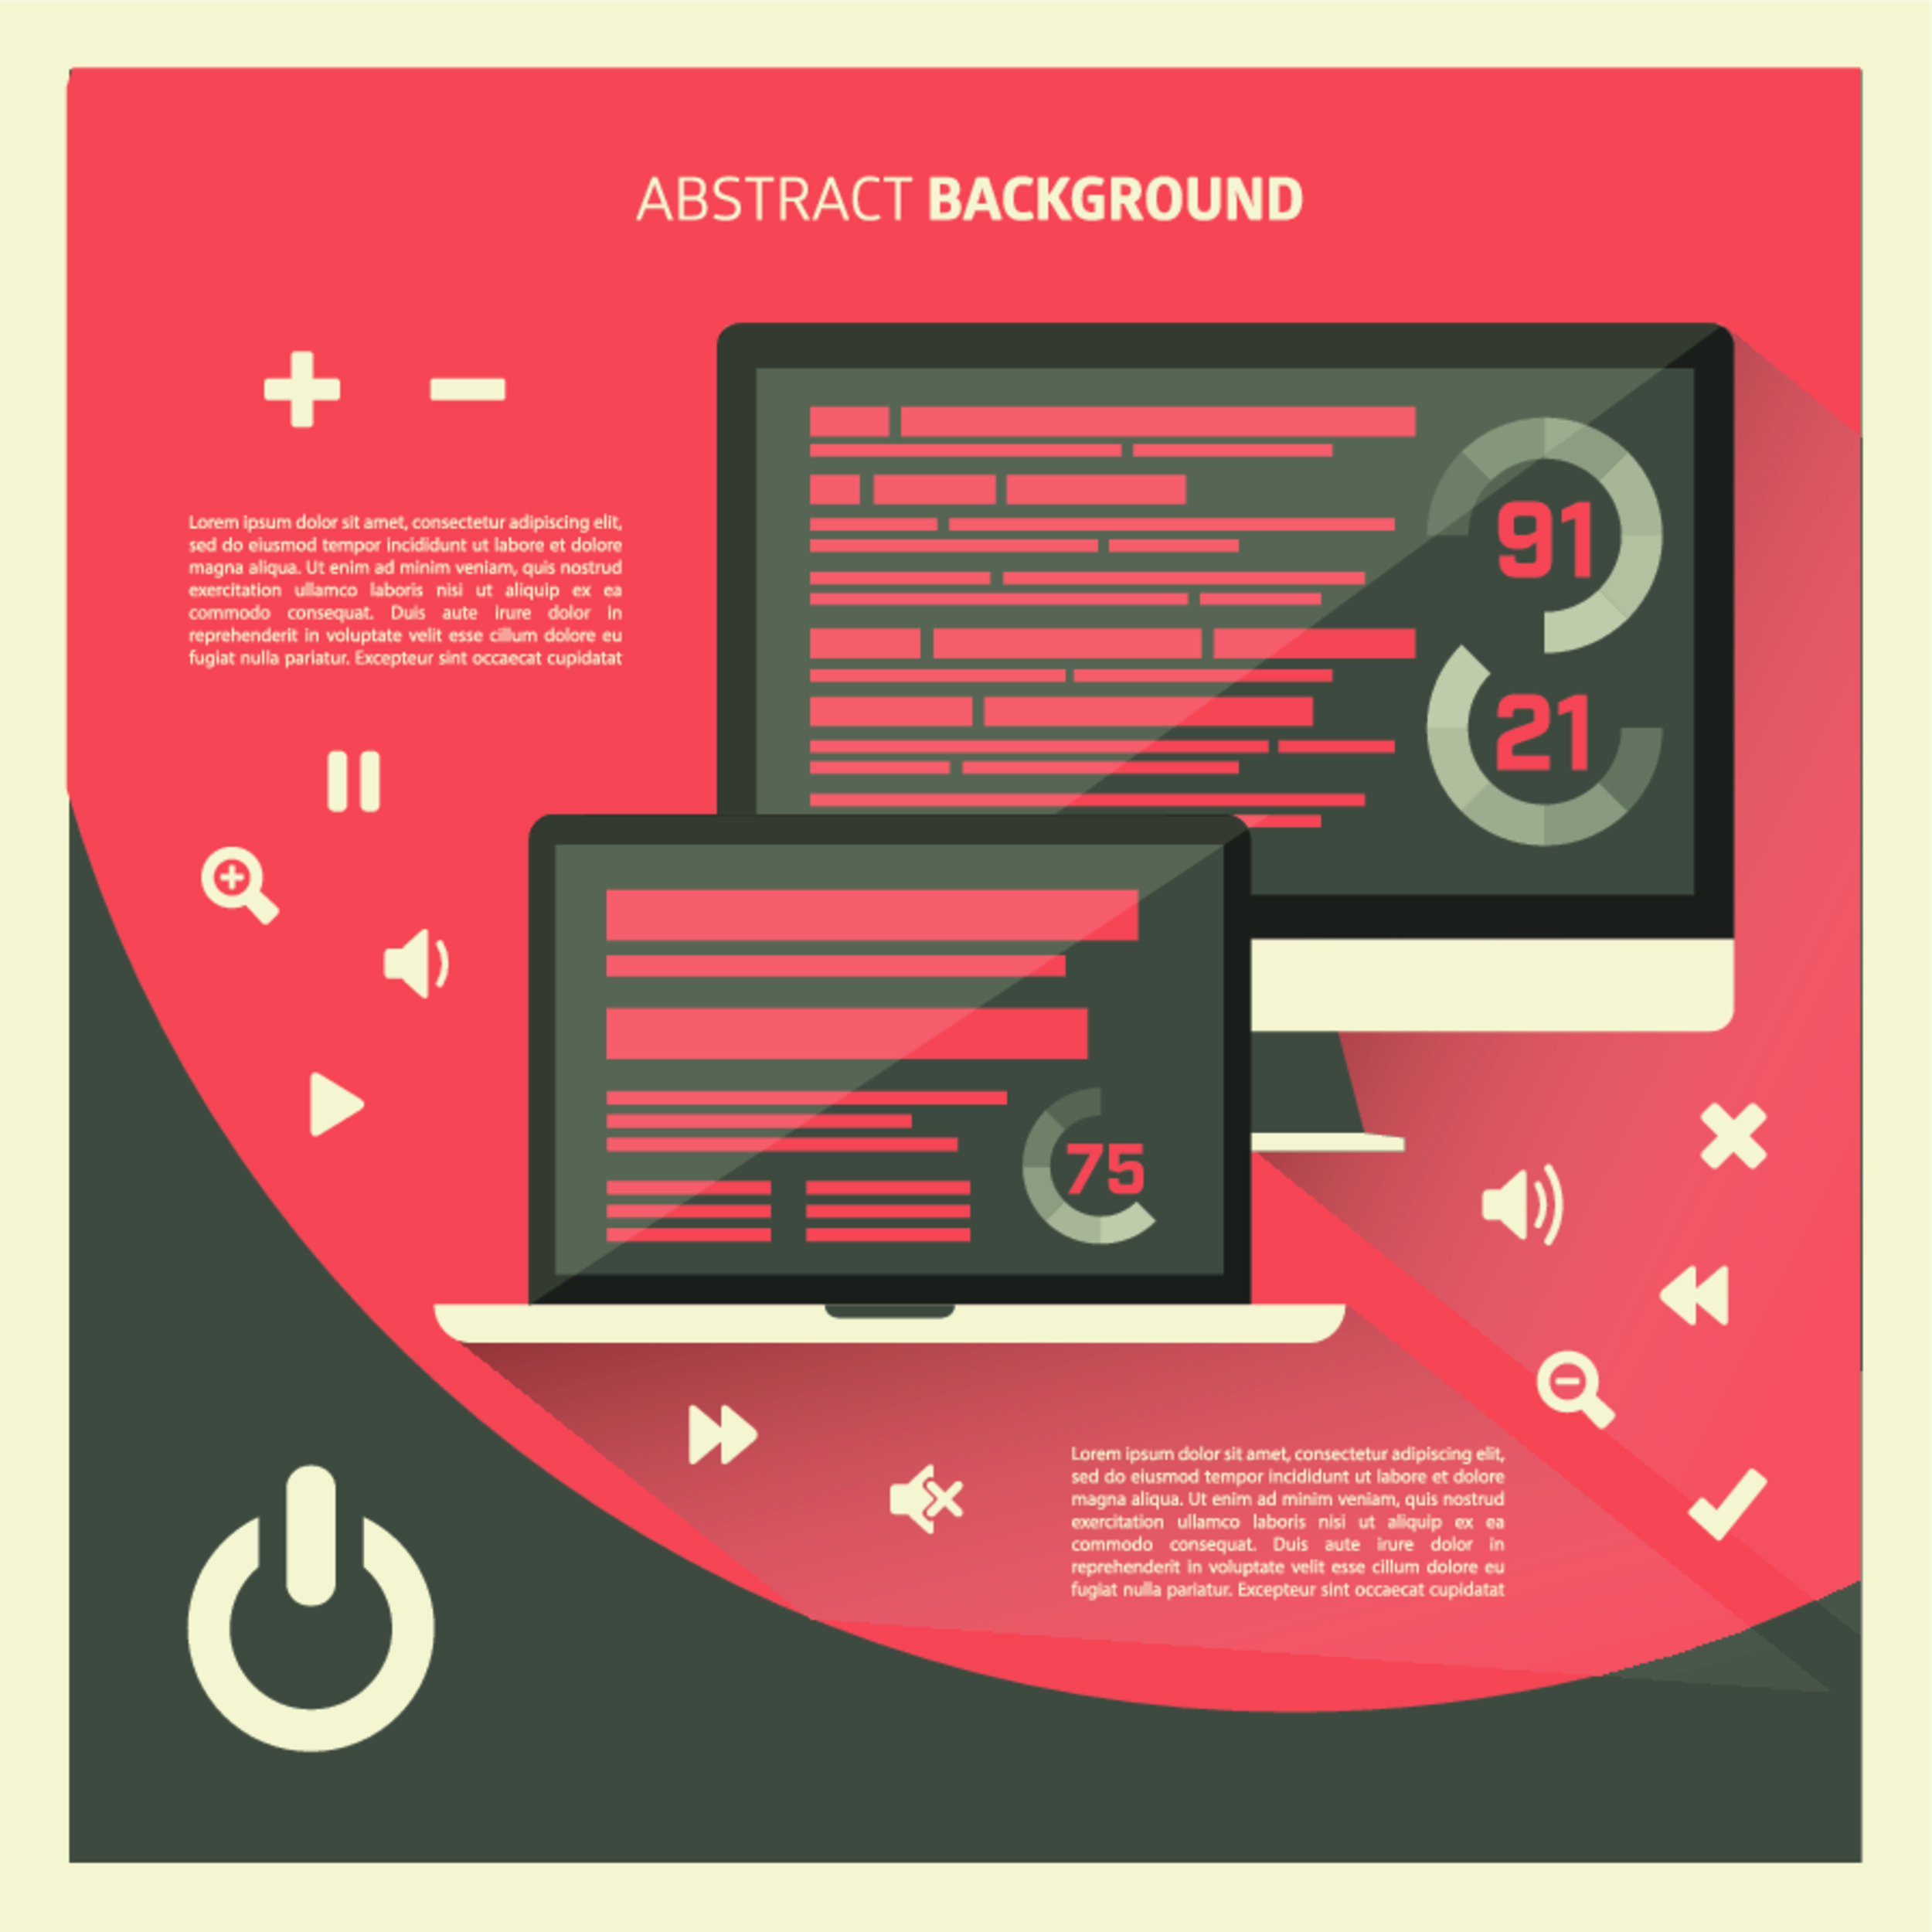 ABSTRACT BACKGROUND
Lorem ipsum dolor sit amet, consectetur adipiscing elit,
sed do eiusmod tempor incididunt ut labore et dolore
magna aliqua. Ut enim ad minim veniam, quis nostrud
exercitation ullamco laboris nisi ut aliquip ex ea
commodo consequat. Duis aute irure dolor in
reprehenderit in voluptate velit esse cillum dolore eu
fugiat nulla pariatur. Excepteur sint occaecat cupidatat
91
21
75
Lorem ipsum dolor sit amet, consectetur adipiscing elit,
sed do eiusmod tempor incididunt ut labore et dolore
magna aliqua. Ut enim ad minim veniam, quis nostrud
exercitation ullamco laboris nisi ut aliquip ex ea
commodo consequat. Duis aute irure dolor in
reprehenderit in voluptate velit esse cillum dolore eu
fugiat nulla pariatur. Excepteur sint occaecat cupidatat